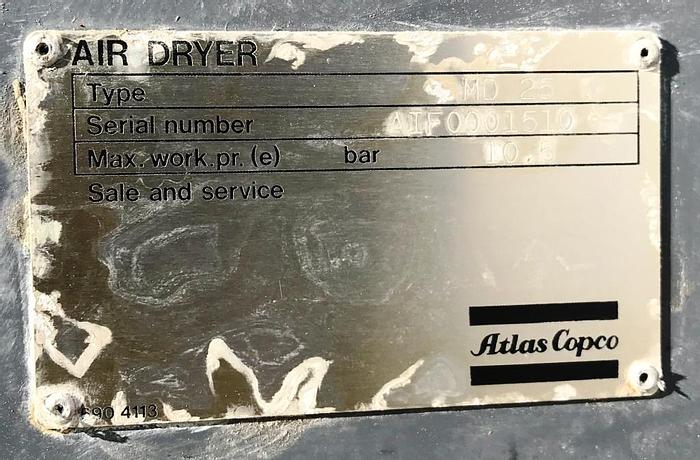 AIR DRYER
Type MD 25
Serial number AIF0001510
Max. work. pr. (e) bar 10.5
Sale and service
Atlas Copco
4113